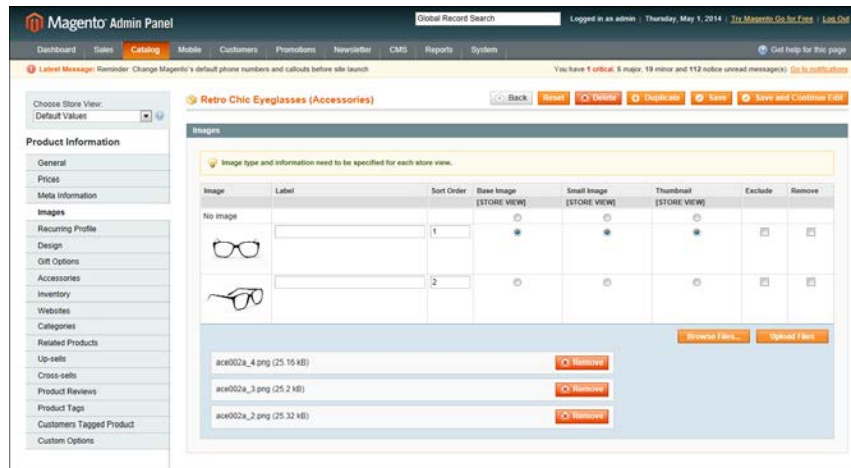 Magento Admin Panel
Global Record Search
Logged in as admin | Thursday, May 1, 2014 | Try Magento Go for Free | Log Out
Dashboard Sales Catalog Mobile Customers Promotions Newsletter CMS Reports System
Get help for this page
Latest Message: Reminder: Change Magento's default phone numbers and callouts before site launch
You have 1 critical, 5 major, 19 minor and 112 notice unread message(s). Go to notifications
Choose Store View:
Default Values
Retro Chic Eyeglasses (Accessories)
Back Reset Delete Duplicate Save Save and Continue Edit
Product Information
General
Prices
Meta Information
Images
Recurring Profile
Design
Gift Options
Accessories
Inventory
Websites
Categories
Related Products
Up-sells
Cross-sells
Product Reviews
Product Tags
Customers Tagged Product
Custom Options
Images
Image type and information need to be specified for each store view.
Image Label Sort Order Base Image Small Image Thumbnail Exclude Remove
[STORE VIEW] [STORE VIEW] [STORE VIEW]
No image
1
2
Browse Files... Upload Files
ace002a_4.png (25.16 kB) Remove
ace002a_3.png (25.2 kB) Remove
ace002a_2.png (25.32 kB) Remove